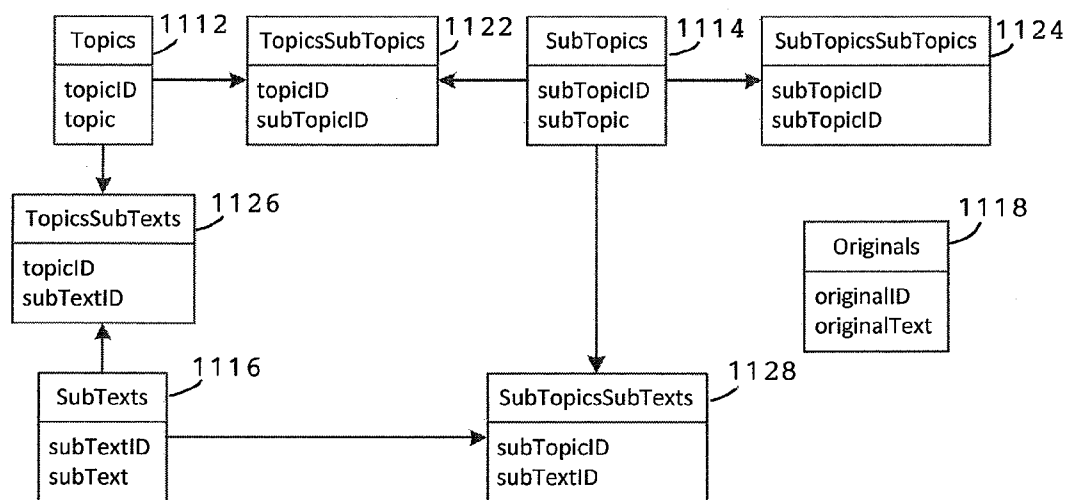 Topics
1112
topicID
topic
TopicsSubTopics
1122
topicID
subTopicID
SubTopics
1114
subTopicID
subTopic
SubTopicsSubTopics
1124
subTopicID
subTopicID
TopicsSubTexts
1126
topicID
subTextID
Originals
1118
originalID
originalText
SubTexts
1116
subTextID
subText
SubTopicsSubTexts
1128
subTopicID
subTextID